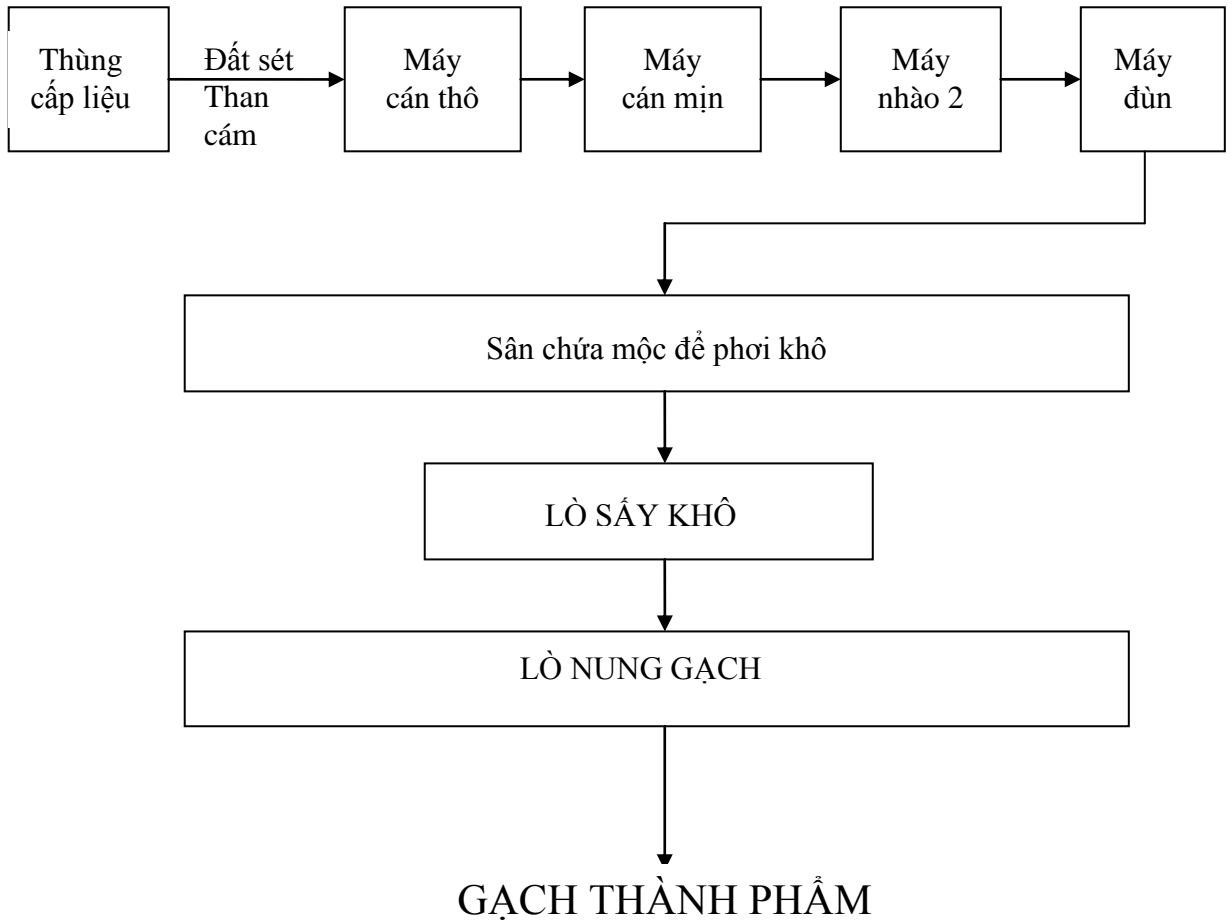 Thùng
cấp liệu
Đất sét
Than
cám
Máy
cán thô
Máy
cán mịn
Máy
nhào 2
Máy
đùn
Sân chứa mộc để phơi khô
LÒ SẤY KHÔ
LÒ NUNG GẠCH
GẠCH THÀNH PHẨM